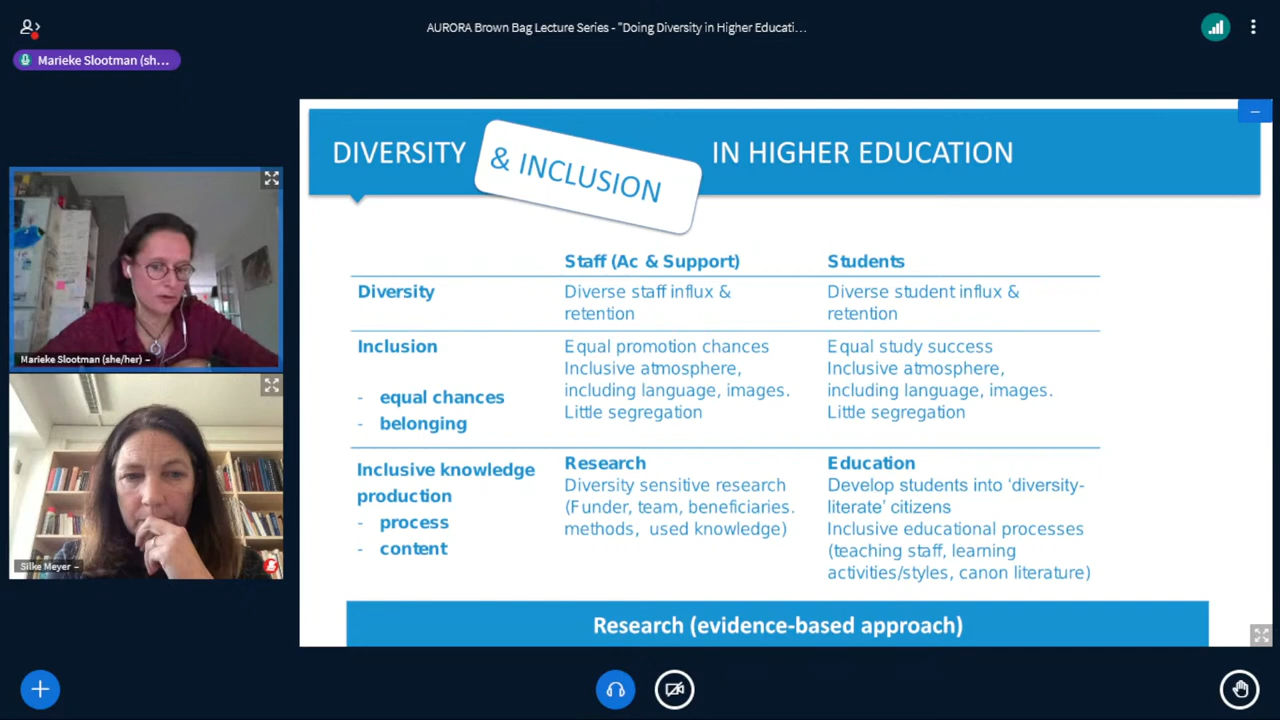 AURORA Brown Bag Lecture Series - "Doing Diversity in Higher Educati...
Marieke Slootman (sh...
DIVERSITY & INCLUSION IN HIGHER EDUCATION
Staff (Ac & Support) Students
Diversity Diverse staff influx & Diverse student influx &
retention retention
Inclusion Equal promotion chances Equal study success
Inclusive atmosphere, Inclusive atmosphere,
- equal chances including language, images. including language, images.
- belonging Little segregation Little segregation
Inclusive knowledge Research Education
production Diversity sensitive research Develop students into ‘diversity-
- process (Funder, team, beneficiaries. literate’ citizens
- content methods, used knowledge) Inclusive educational processes
(teaching staff, learning
activities/styles, canon literature)
Research (evidence-based approach)
Marieke Slootman (she/her) –
Silke Meyer –